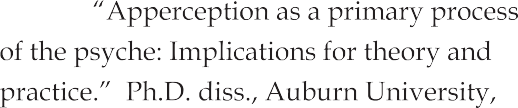 “Apperception as a primary process
of the psyche: Implications for theory and
practice.” Ph.D. diss., Auburn University,